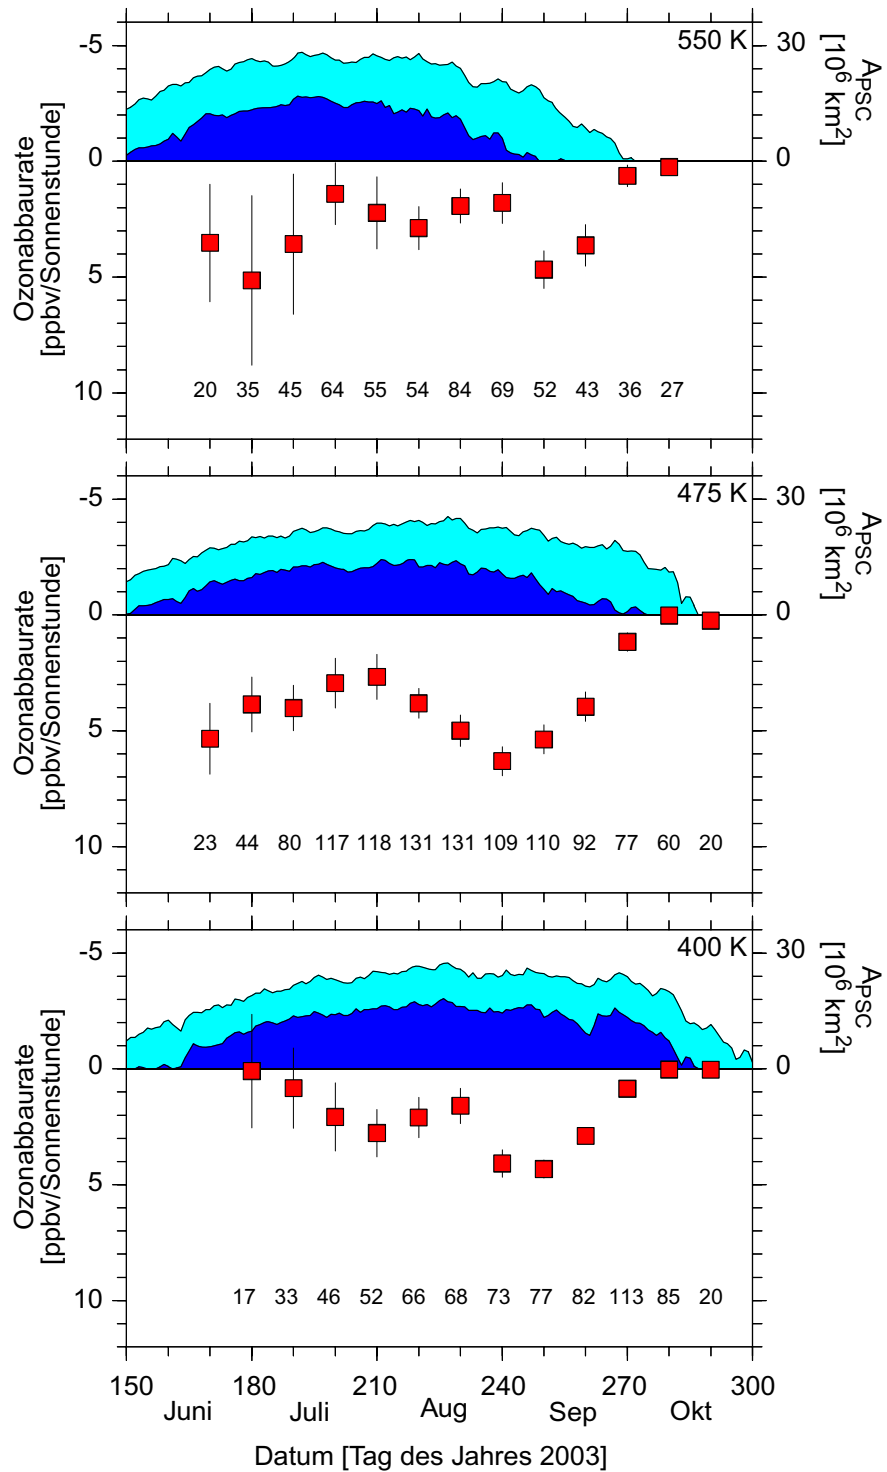 550 K
-5
0
5
10
Ozonabbaurate
[ppbv/Sonnenstunde]
30
0
A_PSC
[10^6 km^2]
20 35 45 64 55 54 84 69 52 43 36 27
475 K
-5
0
5
10
Ozonabbaurate
[ppbv/Sonnenstunde]
30
0
A_PSC
[10^6 km^2]
23 44 80 117 118 131 131 109 110 92 77 60 20
400 K
-5
0
5
10
Ozonabbaurate
[ppbv/Sonnenstunde]
30
0
A_PSC
[10^6 km^2]
17 33 46 52 66 68 73 77 82 113 85 20
150 180 210 240 270 300
Juni Juli Aug Sep Okt
Datum [Tag des Jahres 2003]